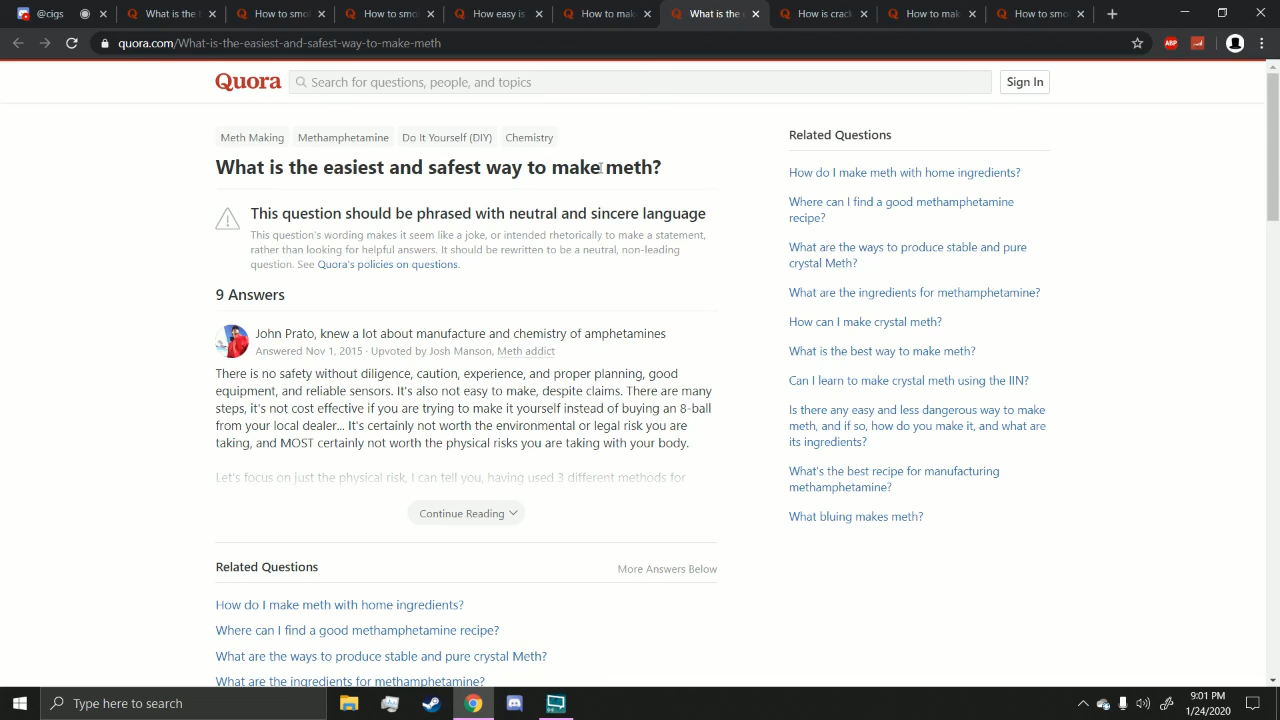 @cigs
What is the
How to smol
How to smo
How easy is
How to make
What is the e
How is crack
How to mak
How to smo
quora.com/What-is-the-easiest-and-safest-way-to-make-meth
ABP
Quora
Search for questions, people, and topics
Sign In
Meth Making
Methamphetamine
Do It Yourself (DIY)
Chemistry
What is the easiest and safest way to make meth?
This question should be phrased with neutral and sincere language
This question's wording makes it seem like a joke, or intended rhetorically to make a statement,
rather than looking for helpful answers. It should be rewritten to be a neutral, non-leading
question. See Quora's policies on questions.
9 Answers
John Prato, knew a lot about manufacture and chemistry of amphetamines
Answered Nov 1, 2015 · Upvoted by Josh Manson, Meth addict
There is no safety without diligence, caution, experience, and proper planning, good
equipment, and reliable sensors. It's also not easy to make, despite claims. There are many
steps, it's not cost effective if you are trying to make it yourself instead of buying an 8-ball
from your local dealer... It's certainly not worth the environmental or legal risk you are
taking, and MOST certainly not worth the physical risks you are taking with your body.
Let's focus on just the physical risk, I can tell you, having used 3 different methods for
Continue Reading
Related Questions
More Answers Below
How do I make meth with home ingredients?
Where can I find a good methamphetamine recipe?
What are the ways to produce stable and pure crystal Meth?
What are the ingredients for methamphetamine?
Related Questions
How do I make meth with home ingredients?
Where can I find a good methamphetamine
recipe?
What are the ways to produce stable and pure
crystal Meth?
What are the ingredients for methamphetamine?
How can I make crystal meth?
What is the best way to make meth?
Can I learn to make crystal meth using the IIN?
Is there any easy and less dangerous way to make
meth, and if so, how do you make it, and what are
its ingredients?
What's the best recipe for manufacturing
methamphetamine?
What bluing makes meth?
Type here to search
9:01 PM
1/24/2020